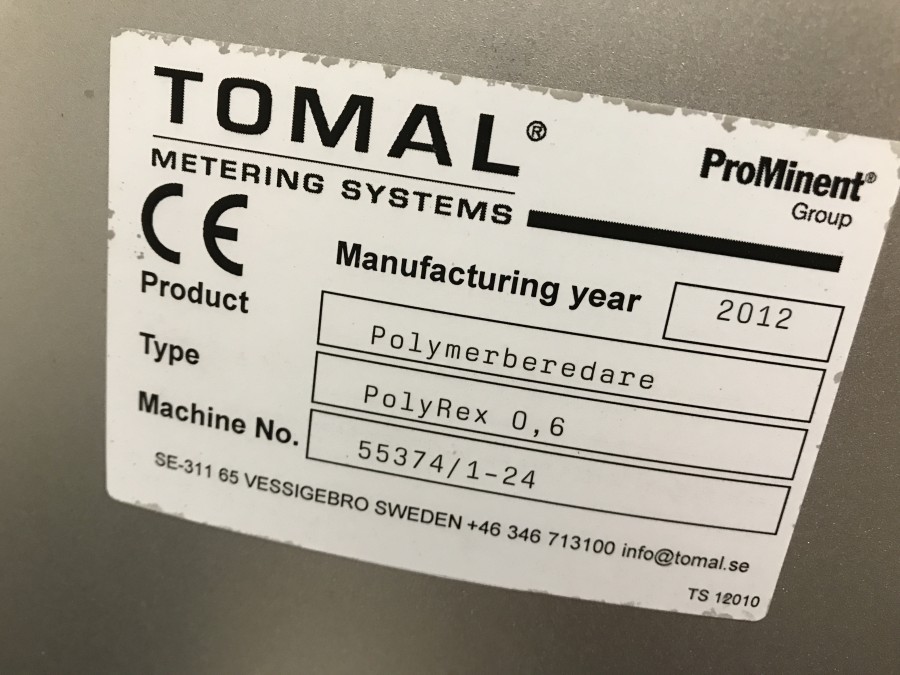 TOMAL®
METERING SYSTEMS
ProMinent®
Group
CE
Manufacturing year 2012
Product Polymerberedare
Type PolyRex 0,6
Machine No. 55374/1-24
SE-311 65 VESSIGEBRO SWEDEN +46 346 713100 info@tomal.se
TS 12010